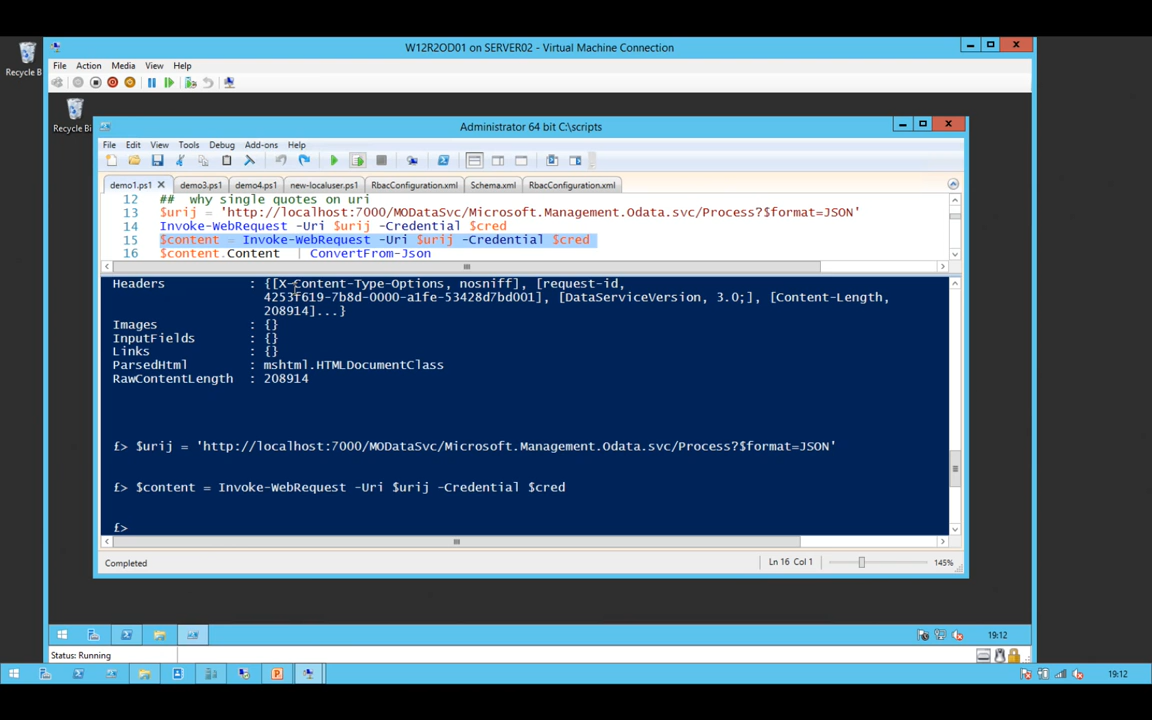 W12R2OD01 on SERVER02 - Virtual Machine Connection
Recycle B
File Action Media View Help
Recycle Bi
Administrator 64 bit C:\scripts
File Edit View Tools Debug Add-ons Help
demo1.ps1 demo3.ps1 demo4.ps1 new-localuser.ps1 RbacConfiguration.xml Schema.xml RbacConfiguration.xml
12 ## why single quotes on uri
13 $urij = 'http://localhost:7000/MODataSvc/Microsoft.Management.Odata.svc/Process?$format=JSON'
14 Invoke-WebRequest -Uri $urij -Credential $cred
15 $content = Invoke-WebRequest -Uri $urij -Credential $cred
16 $content.Content | ConvertFrom-Json
Headers : {[X-Content-Type-Options, nosniff], [request-id,
4253f619-7b8d-0000-a1fe-53428d7bd001], [DataServiceVersion, 3.0;], [Content-Length,
208914]...}
Images : {}
InputFields : {}
Links : {}
ParsedHtml : mshtml.HTMLDocumentClass
RawContentLength : 208914
£> $urij = 'http://localhost:7000/MODataSvc/Microsoft.Management.Odata.svc/Process?$format=JSON'
£> $content = Invoke-WebRequest -Uri $urij -Credential $cred
£>
Completed
Ln 16 Col 1
145%
19:12
Status: Running
19:12